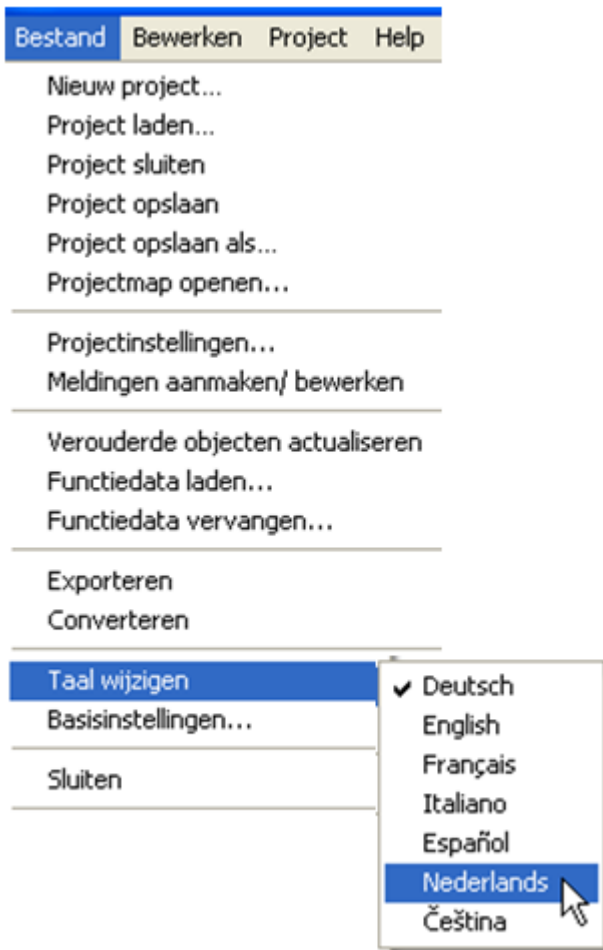 Bestand Bewerken Project Help
Nieuw project...
Project laden...
Project sluiten
Project opslaan
Project opslaan als...
Projectmap openen...
Projectinstellingen...
Meldingen aanmaken/ bewerken
Verouderde objecten actualiseren
Functiedata laden...
Functiedata vervangen...
Exporteren
Converteren
Taal wijzigen
Basisinstellingen...
Sluiten
Deutsch
English
Français
Italiano
Español
Nederlands
Čeština